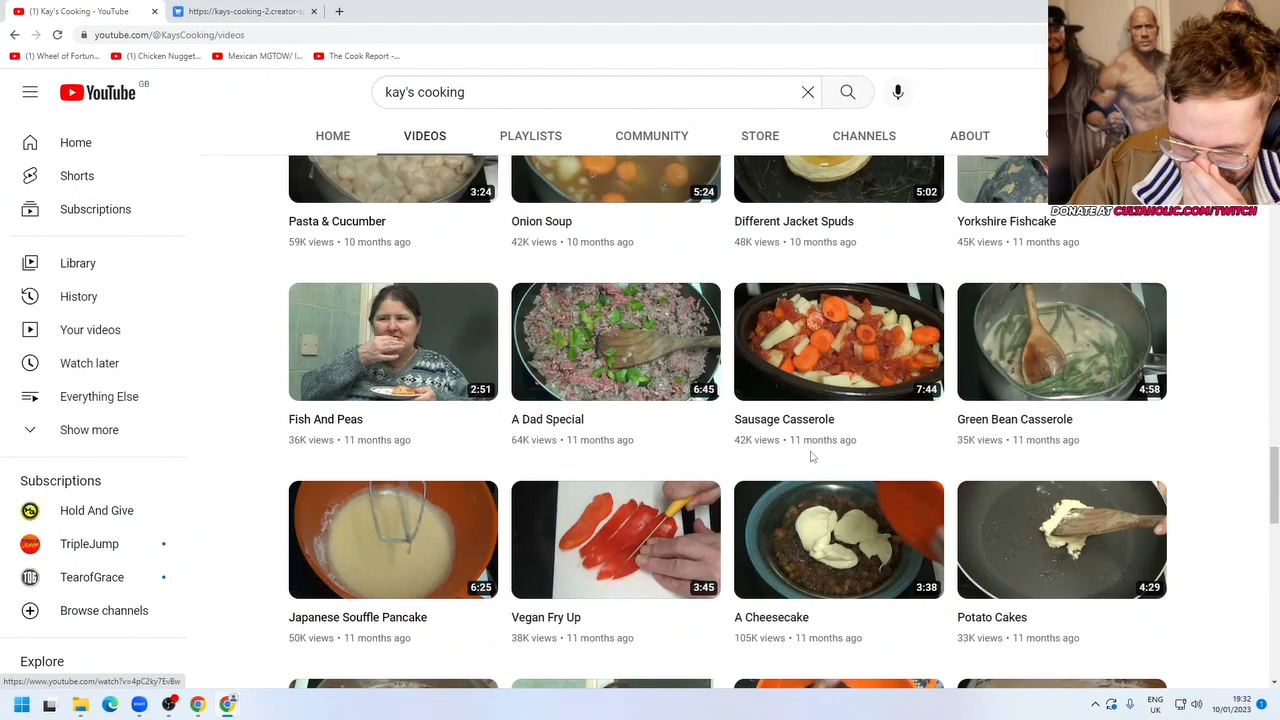 (1) Kay's Cooking - YouTube
https://kays-cooking-2.creator-s
youtube.com/@KaysCooking/videos
(1) Wheel of Fortun...
(1) Chicken Nugget...
Mexican MGTOW/ I...
The Cook Report -...
YouTube GB
kay's cooking
HOME VIDEOS PLAYLISTS COMMUNITY STORE CHANNELS ABOUT
Home
Shorts
Subscriptions
Library
History
Your videos
Watch later
Everything Else
Show more
Subscriptions
Hold And Give
TripleJump
TearofGrace
Browse channels
Explore
3:24 5:24 5:02
Pasta & Cucumber
59K views • 10 months ago
Onion Soup
42K views • 10 months ago
Different Jacket Spuds
48K views • 10 months ago
Yorkshire Fishcake
45K views • 11 months ago
2:51 6:45 7:44 4:58
Fish And Peas
36K views • 11 months ago
A Dad Special
64K views • 11 months ago
Sausage Casserole
42K views • 11 months ago
Green Bean Casserole
35K views • 11 months ago
6:25 3:45 3:38 4:29
Japanese Souffle Pancake
50K views • 11 months ago
Vegan Fry Up
38K views • 11 months ago
A Cheesecake
105K views • 11 months ago
Potato Cakes
33K views • 11 months ago
DONATE AT CULTAHOLIC.COM/TWITCH
https://www.youtube.com/watch?v=4pC2ky7EvBw
ENG
UK
19:32
10/01/2023
1